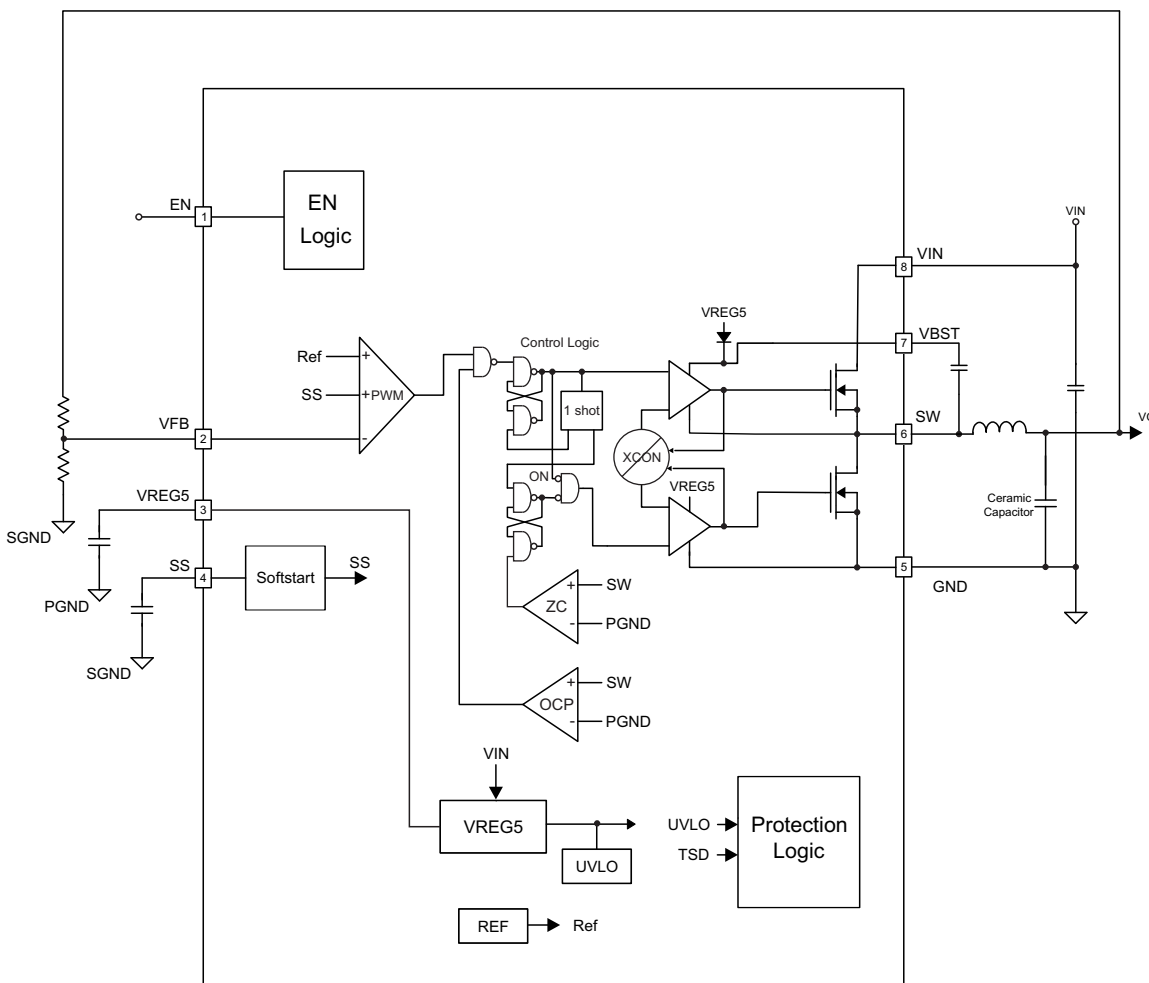 EN
1
EN
Logic
VIN
8
VIN
VREG5
7
VBST
Control Logic
Ref
+
SS
+
PWM
-
1 shot
VFB
2
SW
6
XCON
ON
VREG5
VREG5
3
Ceramic
Capacitor
SGND
SS
4
Softstart
SS
5
GND
PGND
+
SW
ZC
-
PGND
SGND
+
SW
OCP
-
PGND
VIN
VREG5
UVLO
UVLO
TSD
Protection
Logic
REF
Ref